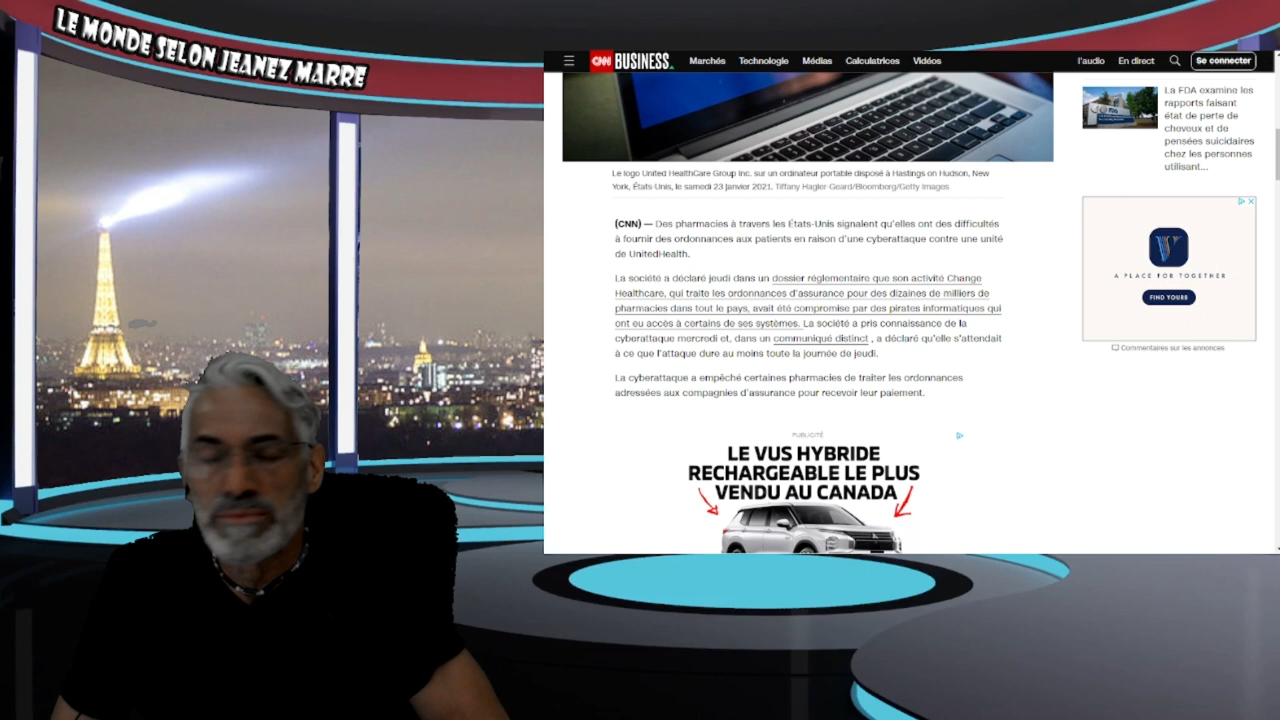 LE MONDE SELON JEANEZ MARRE
CNN BUSINESS
Marchés
Technologie
Médias
Calculatrices
Vidéos
l'audio
En direct
Se connecter
La FDA examine les
rapports faisant
état de perte de
cheveux et de
pensées suicidaires
chez les personnes
utilisant...
Le logo United HealthCare Group Inc. sur un ordinateur portable disposé à Hastings on Hudson, New
York, États-Unis, le samedi 23 janvier 2021. Tiffany Hagler-Geard/Bloomberg/Getty Images
(CNN) — Des pharmacies à travers les États-Unis signalent qu'elles ont des difficultés
à fournir des ordonnances aux patients en raison d'une cyberattaque contre une unité
de UnitedHealth.
La société a déclaré jeudi dans un dossier réglementaire que son activité Change
Healthcare, qui traite les ordonnances d'assurance pour des dizaines de milliers de
pharmacies dans tout le pays, avait été compromise par des pirates informatiques qui
ont eu accès à certains de ses systèmes. La société a pris connaissance de la
cyberattaque mercredi et, dans un communiqué distinct , a déclaré qu'elle s'attendait
à ce que l'attaque dure au moins toute la journée de jeudi.
La cyberattaque a empêché certaines pharmacies de traiter les ordonnances
adressées aux compagnies d'assurance pour recevoir leur paiement.
A PLACE FOR TOGETHER
FIND YOURS
Commentaires sur les annonces
PUBLICITÉ
LE VUS HYBRIDE
RECHARGEABLE LE PLUS
VENDU AU CANADA